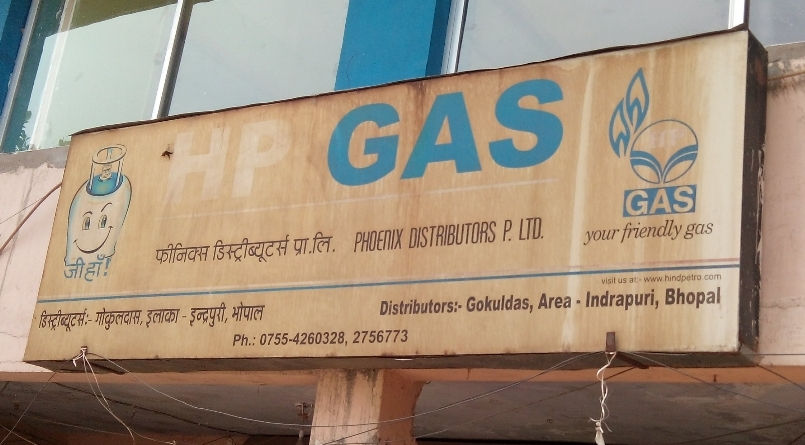 HP GAS
जी हाँ!
फीनिक्स डिस्ट्रीब्यूटर्स प्रा.लि. PHOENIX DISTRIBUTORS P. LTD.
GAS
your friendly gas
visit us at:- www.hindpetro.com
डिस्ट्रीब्यूटर्स:- गोकुलदास, इलाका - इन्द्रपुरी, भोपाल
Distributors:- Gokuldas, Area - Indrapuri, Bhopal
Ph.: 0755-4260328, 2756773